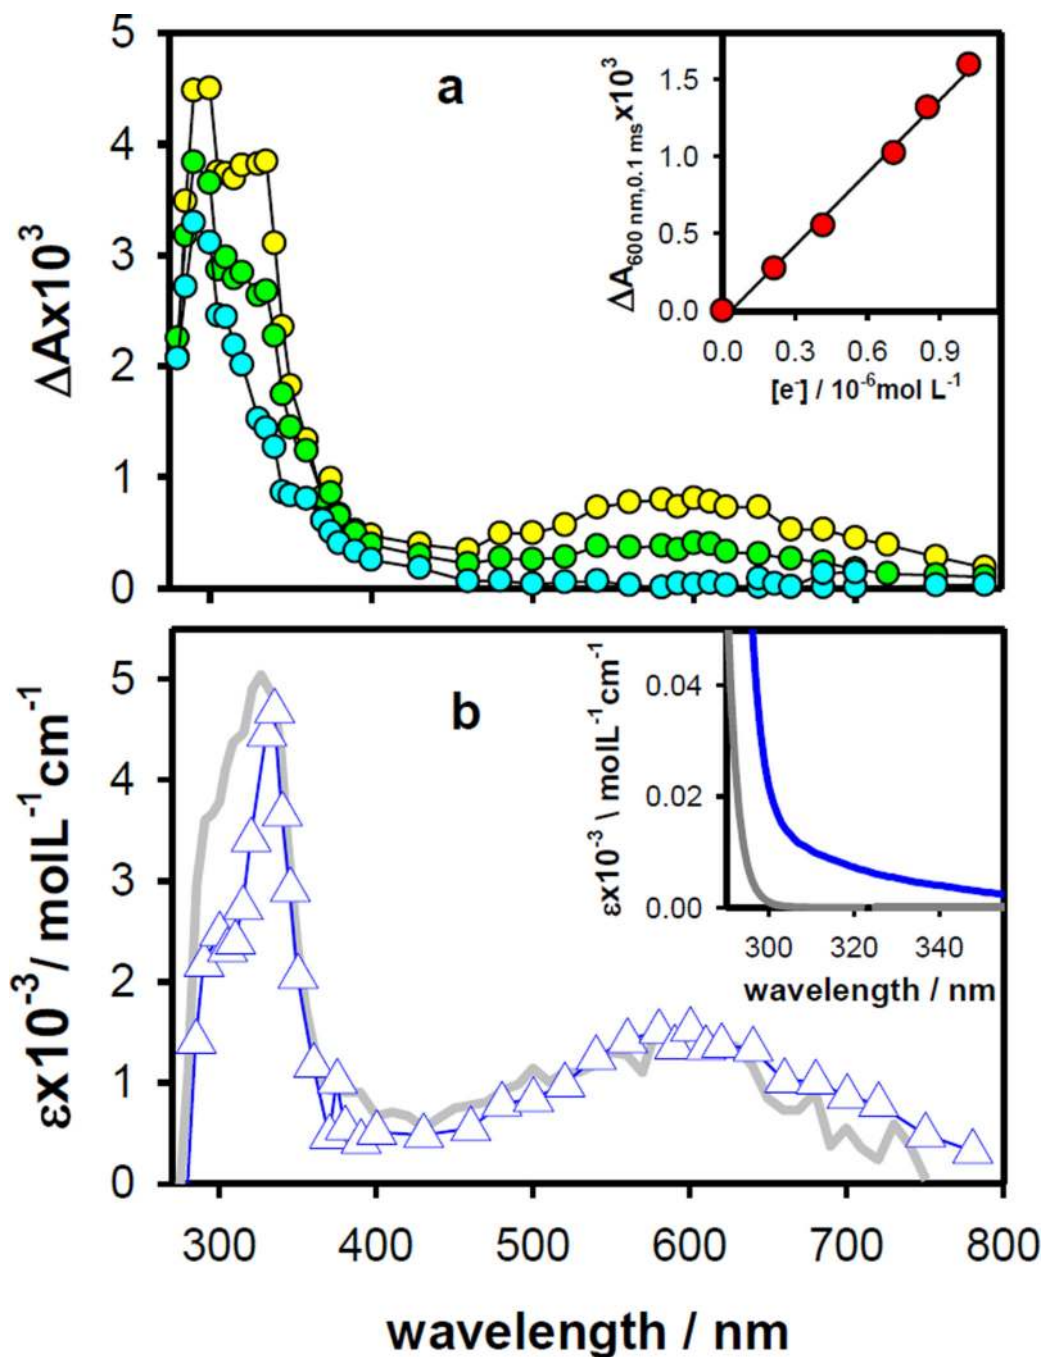 5
4
3
2
1
0
ΔAx10³
a
1.5
1.0
0.5
0.0
ΔA600 nm,0.1 msx10³
0.0 0.3 0.6 0.9
[e⁻] / 10⁻⁶mol L⁻¹
5
4
3
2
1
0
εx10⁻³ / molL⁻¹cm⁻¹
b
0.04
0.02
0.00
εx10⁻³ \ molL⁻¹cm⁻¹
300 320 340
wavelength / nm
300 400 500 600 700 800
wavelength / nm